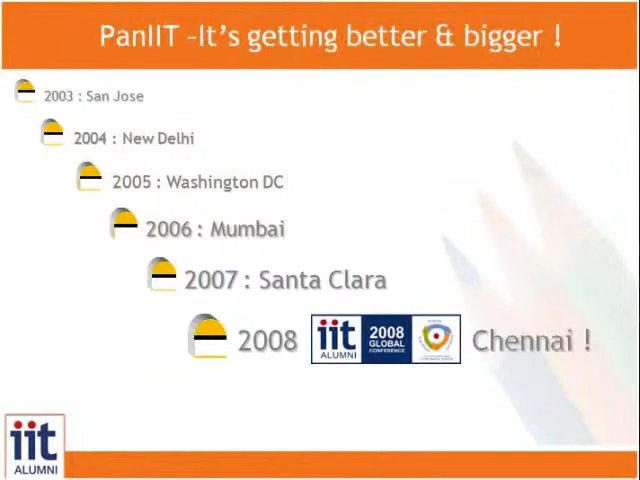 PanIIT –It's getting better & bigger !
2003 : San Jose
2004 : New Delhi
2005 : Washington DC
2006 : Mumbai
2007 : Santa Clara
2008 iit ALUMNI 2008 GLOBAL CONFERENCE Chennai !
iit
ALUMNI